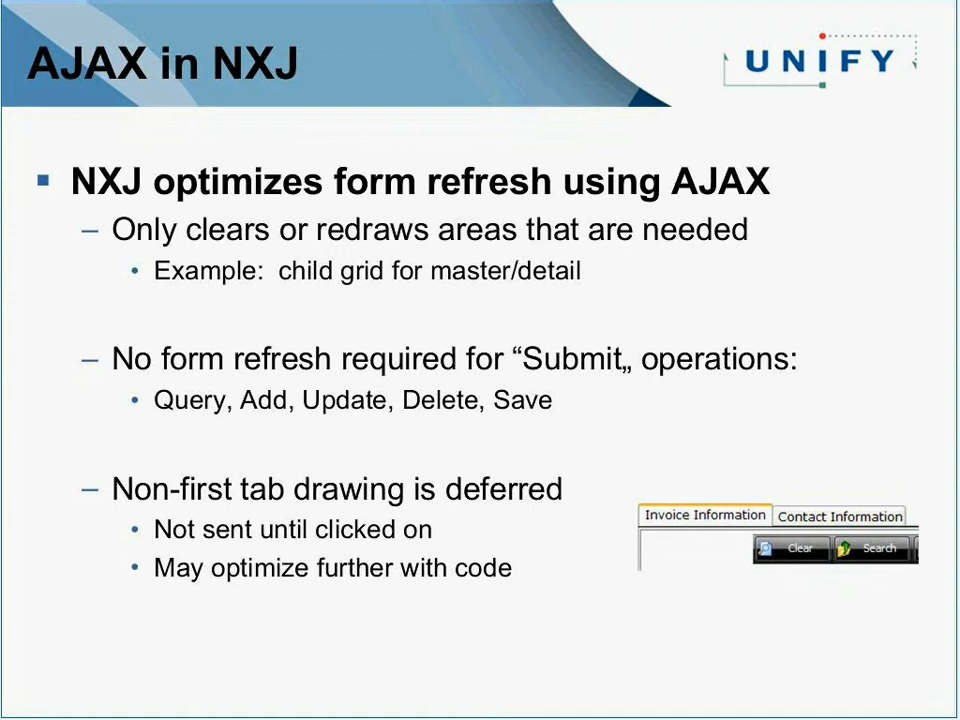 AJAX in NXJ
UNIFY
▪ NXJ optimizes form refresh using AJAX
– Only clears or redraws areas that are needed
• Example:  child grid for master/detail
– No form refresh required for “Submit„ operations:
• Query, Add, Update, Delete, Save
– Non-first tab drawing is deferred
• Not sent until clicked on
• May optimize further with code
Invoice Information Contact Information
Clear Search